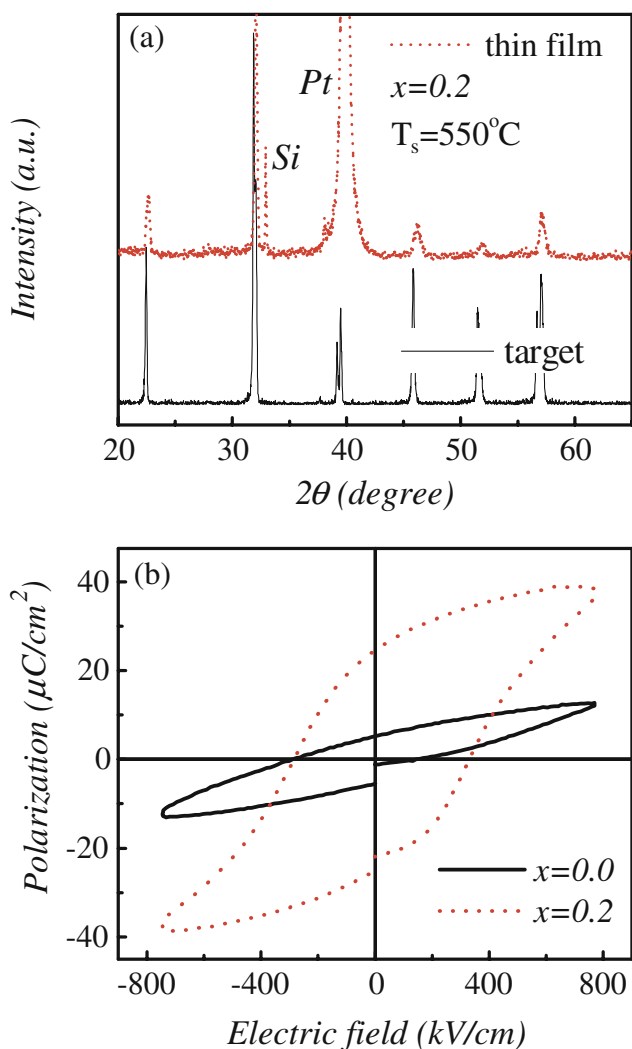 (a)
thin film
x=0.2
Tₛ=550°C
Pt
Si
target
Intensity (a.u.)
20 30 40 50 60
2θ (degree)
(b)
40
20
0
-20
-40
Polarization (μC/cm²)
x=0.0
x=0.2
-800 -400 0 400 800
Electric field (kV/cm)